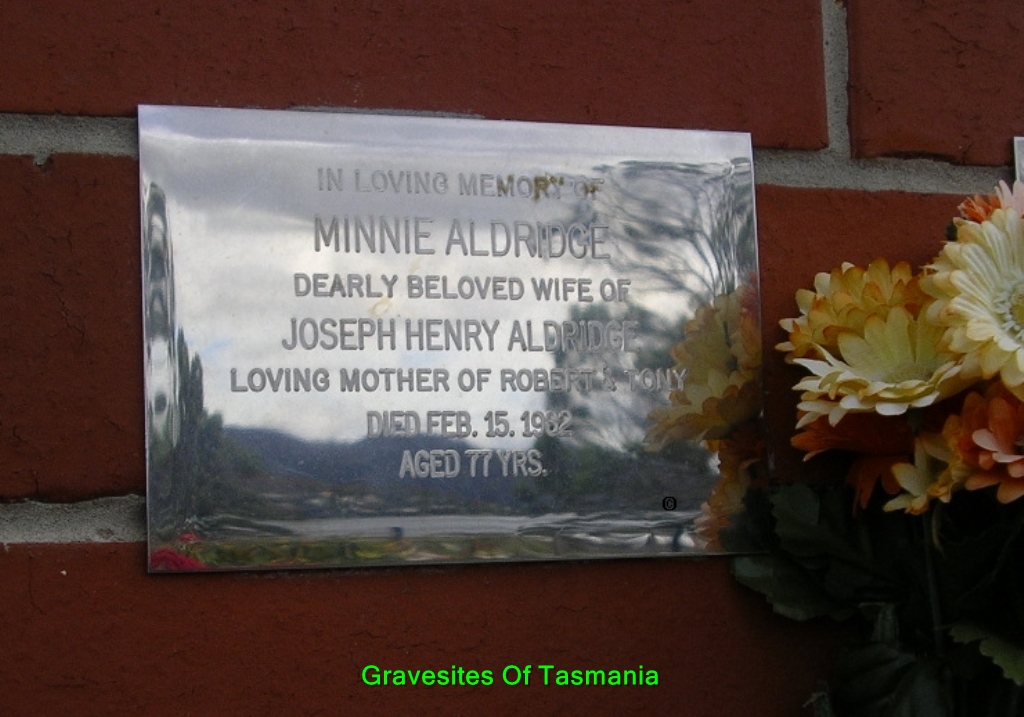 IN LOVING MEMORY OF
MINNIE ALDRIDGE
DEARLY BELOVED WIFE OF
JOSEPH HENRY ALDRIDGE
LOVING MOTHER OF ROBERT & TONY
DIED FEB. 15. 1982
AGED 77 YRS.
©
Gravesites Of Tasmania